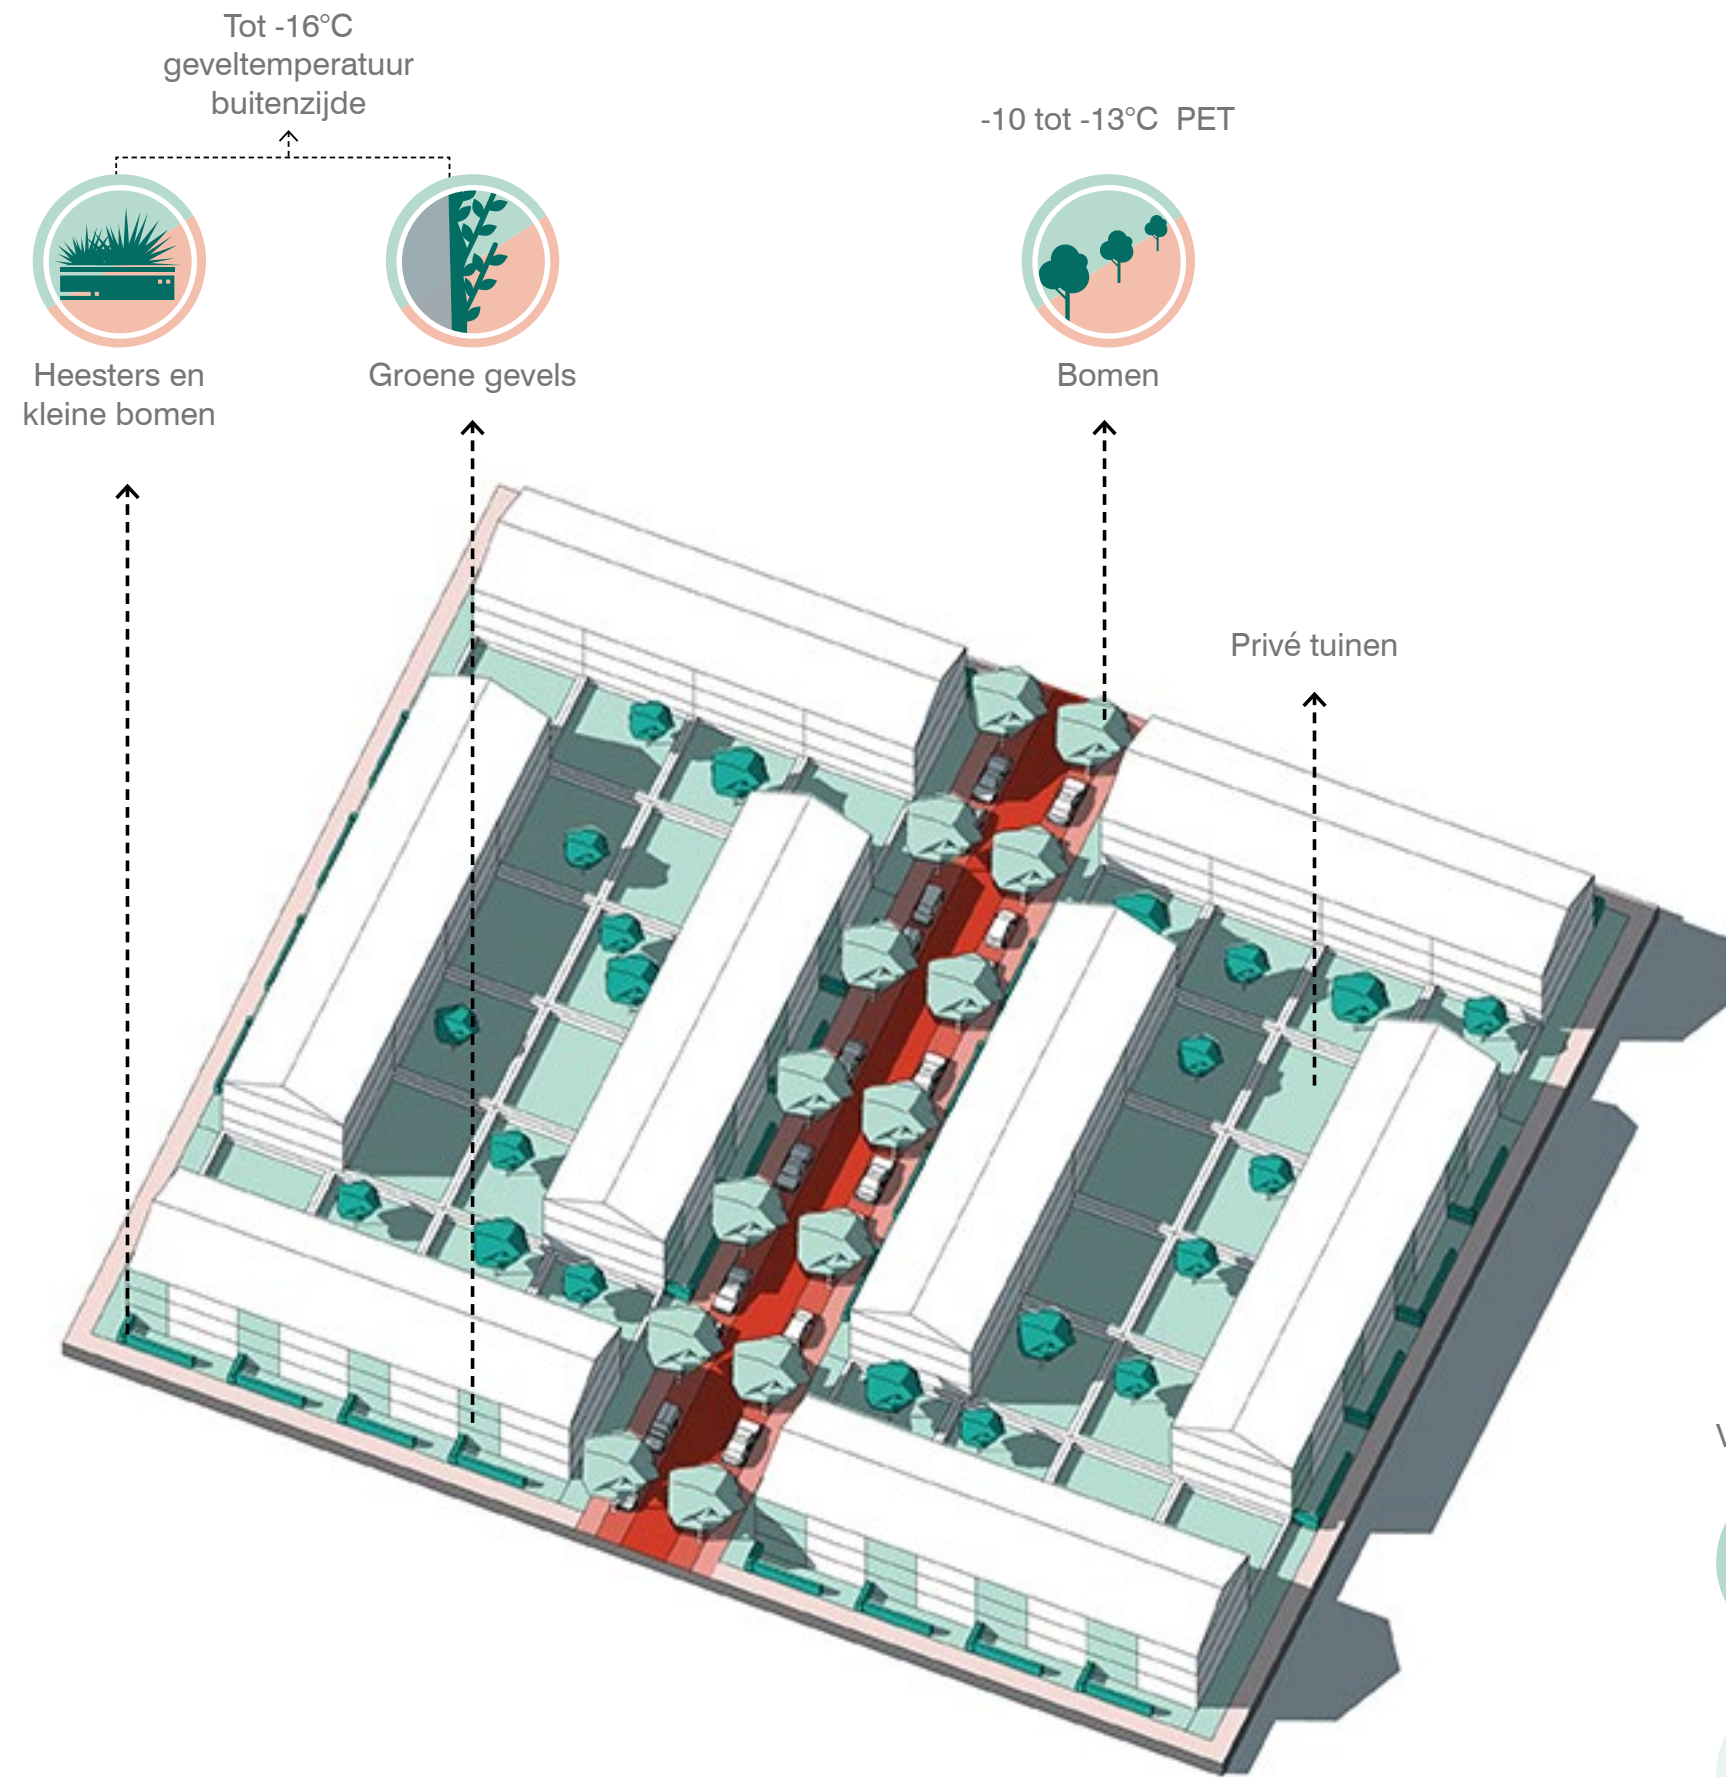 Tot -16°C
geveltemperatuur
buitenzijde
-10 tot -13°C PET
Heesters en
kleine bomen
Groene gevels
Bomen
Privé tuinen